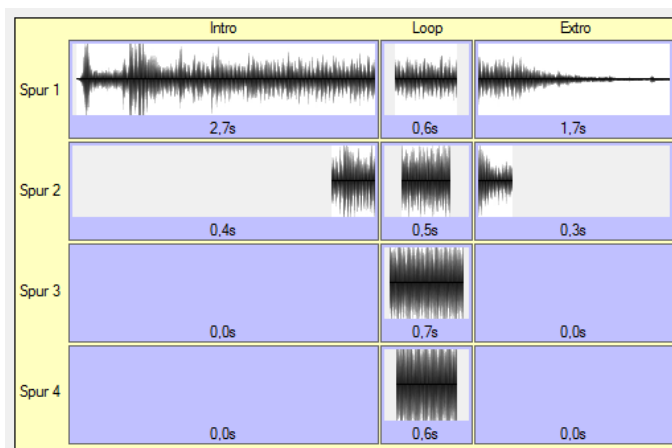 Intro Loop Extro
Spur 1
2,7s 0,6s 1,7s
Spur 2
0,4s 0,5s 0,3s
Spur 3
0,0s 0,7s 0,0s
Spur 4
0,0s 0,6s 0,0s